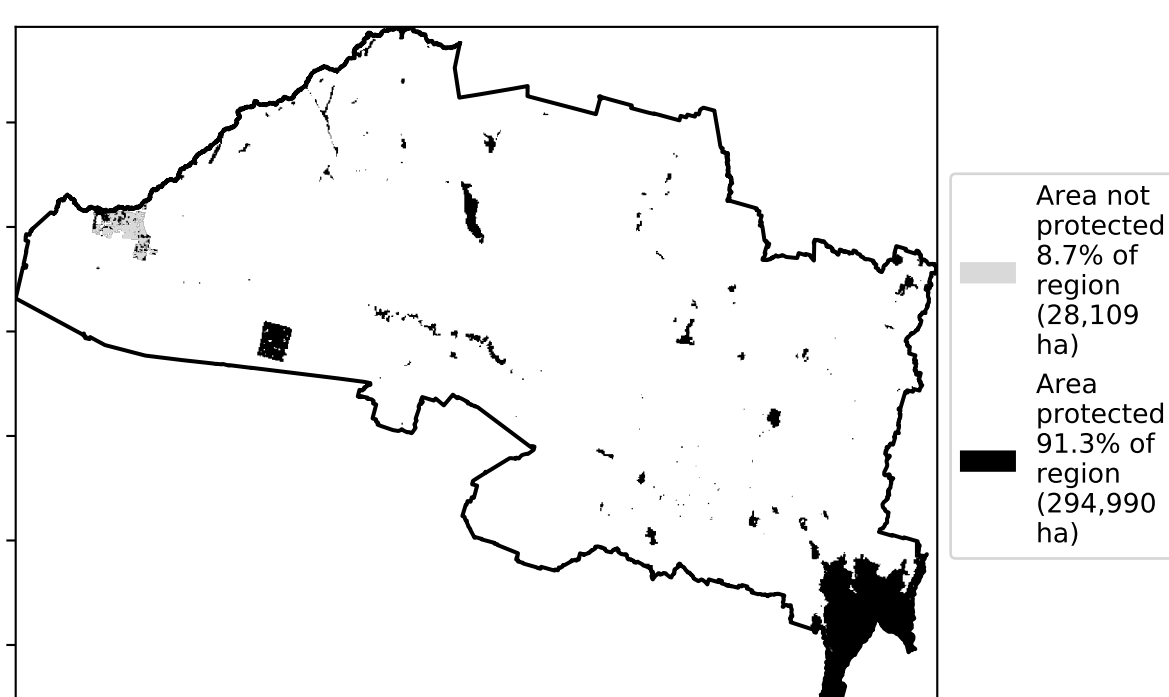 Area not
protected
8.7% of
region
(28,109
ha)
Area
protected
91.3% of
region
(294,990
ha)